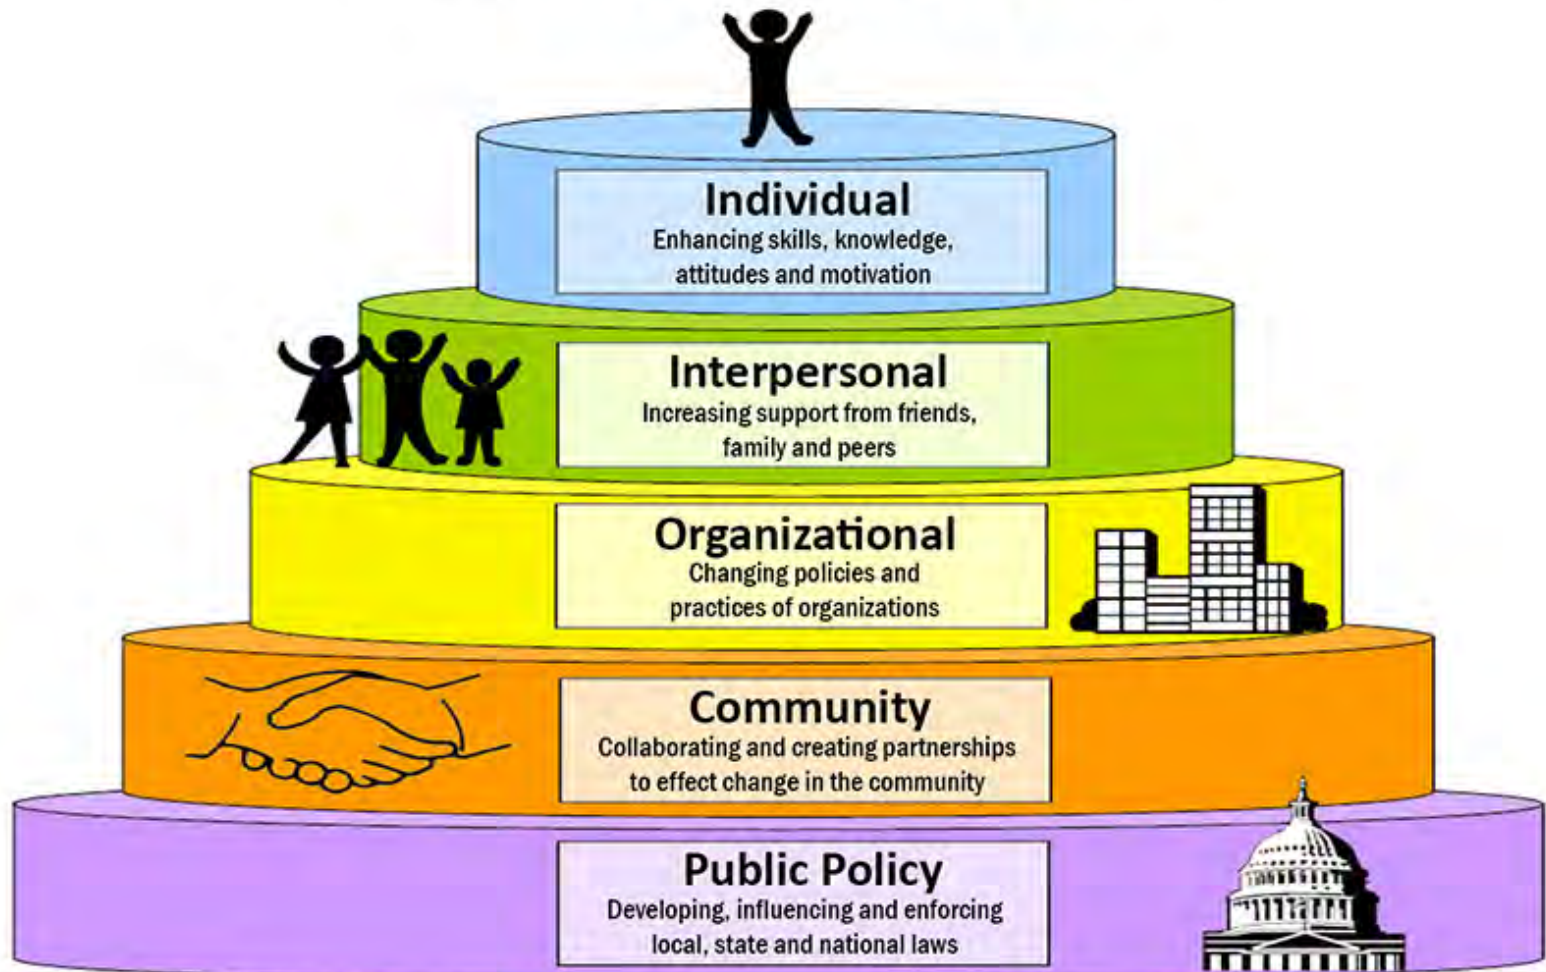 Individual
Enhancing skills, knowledge,
attitudes and motivation
Interpersonal
Increasing support from friends,
family and peers
Organizational
Changing policies and
practices of organizations
Community
Collaborating and creating partnerships
to effect change in the community
Public Policy
Developing, influencing and enforcing
local, state and national laws